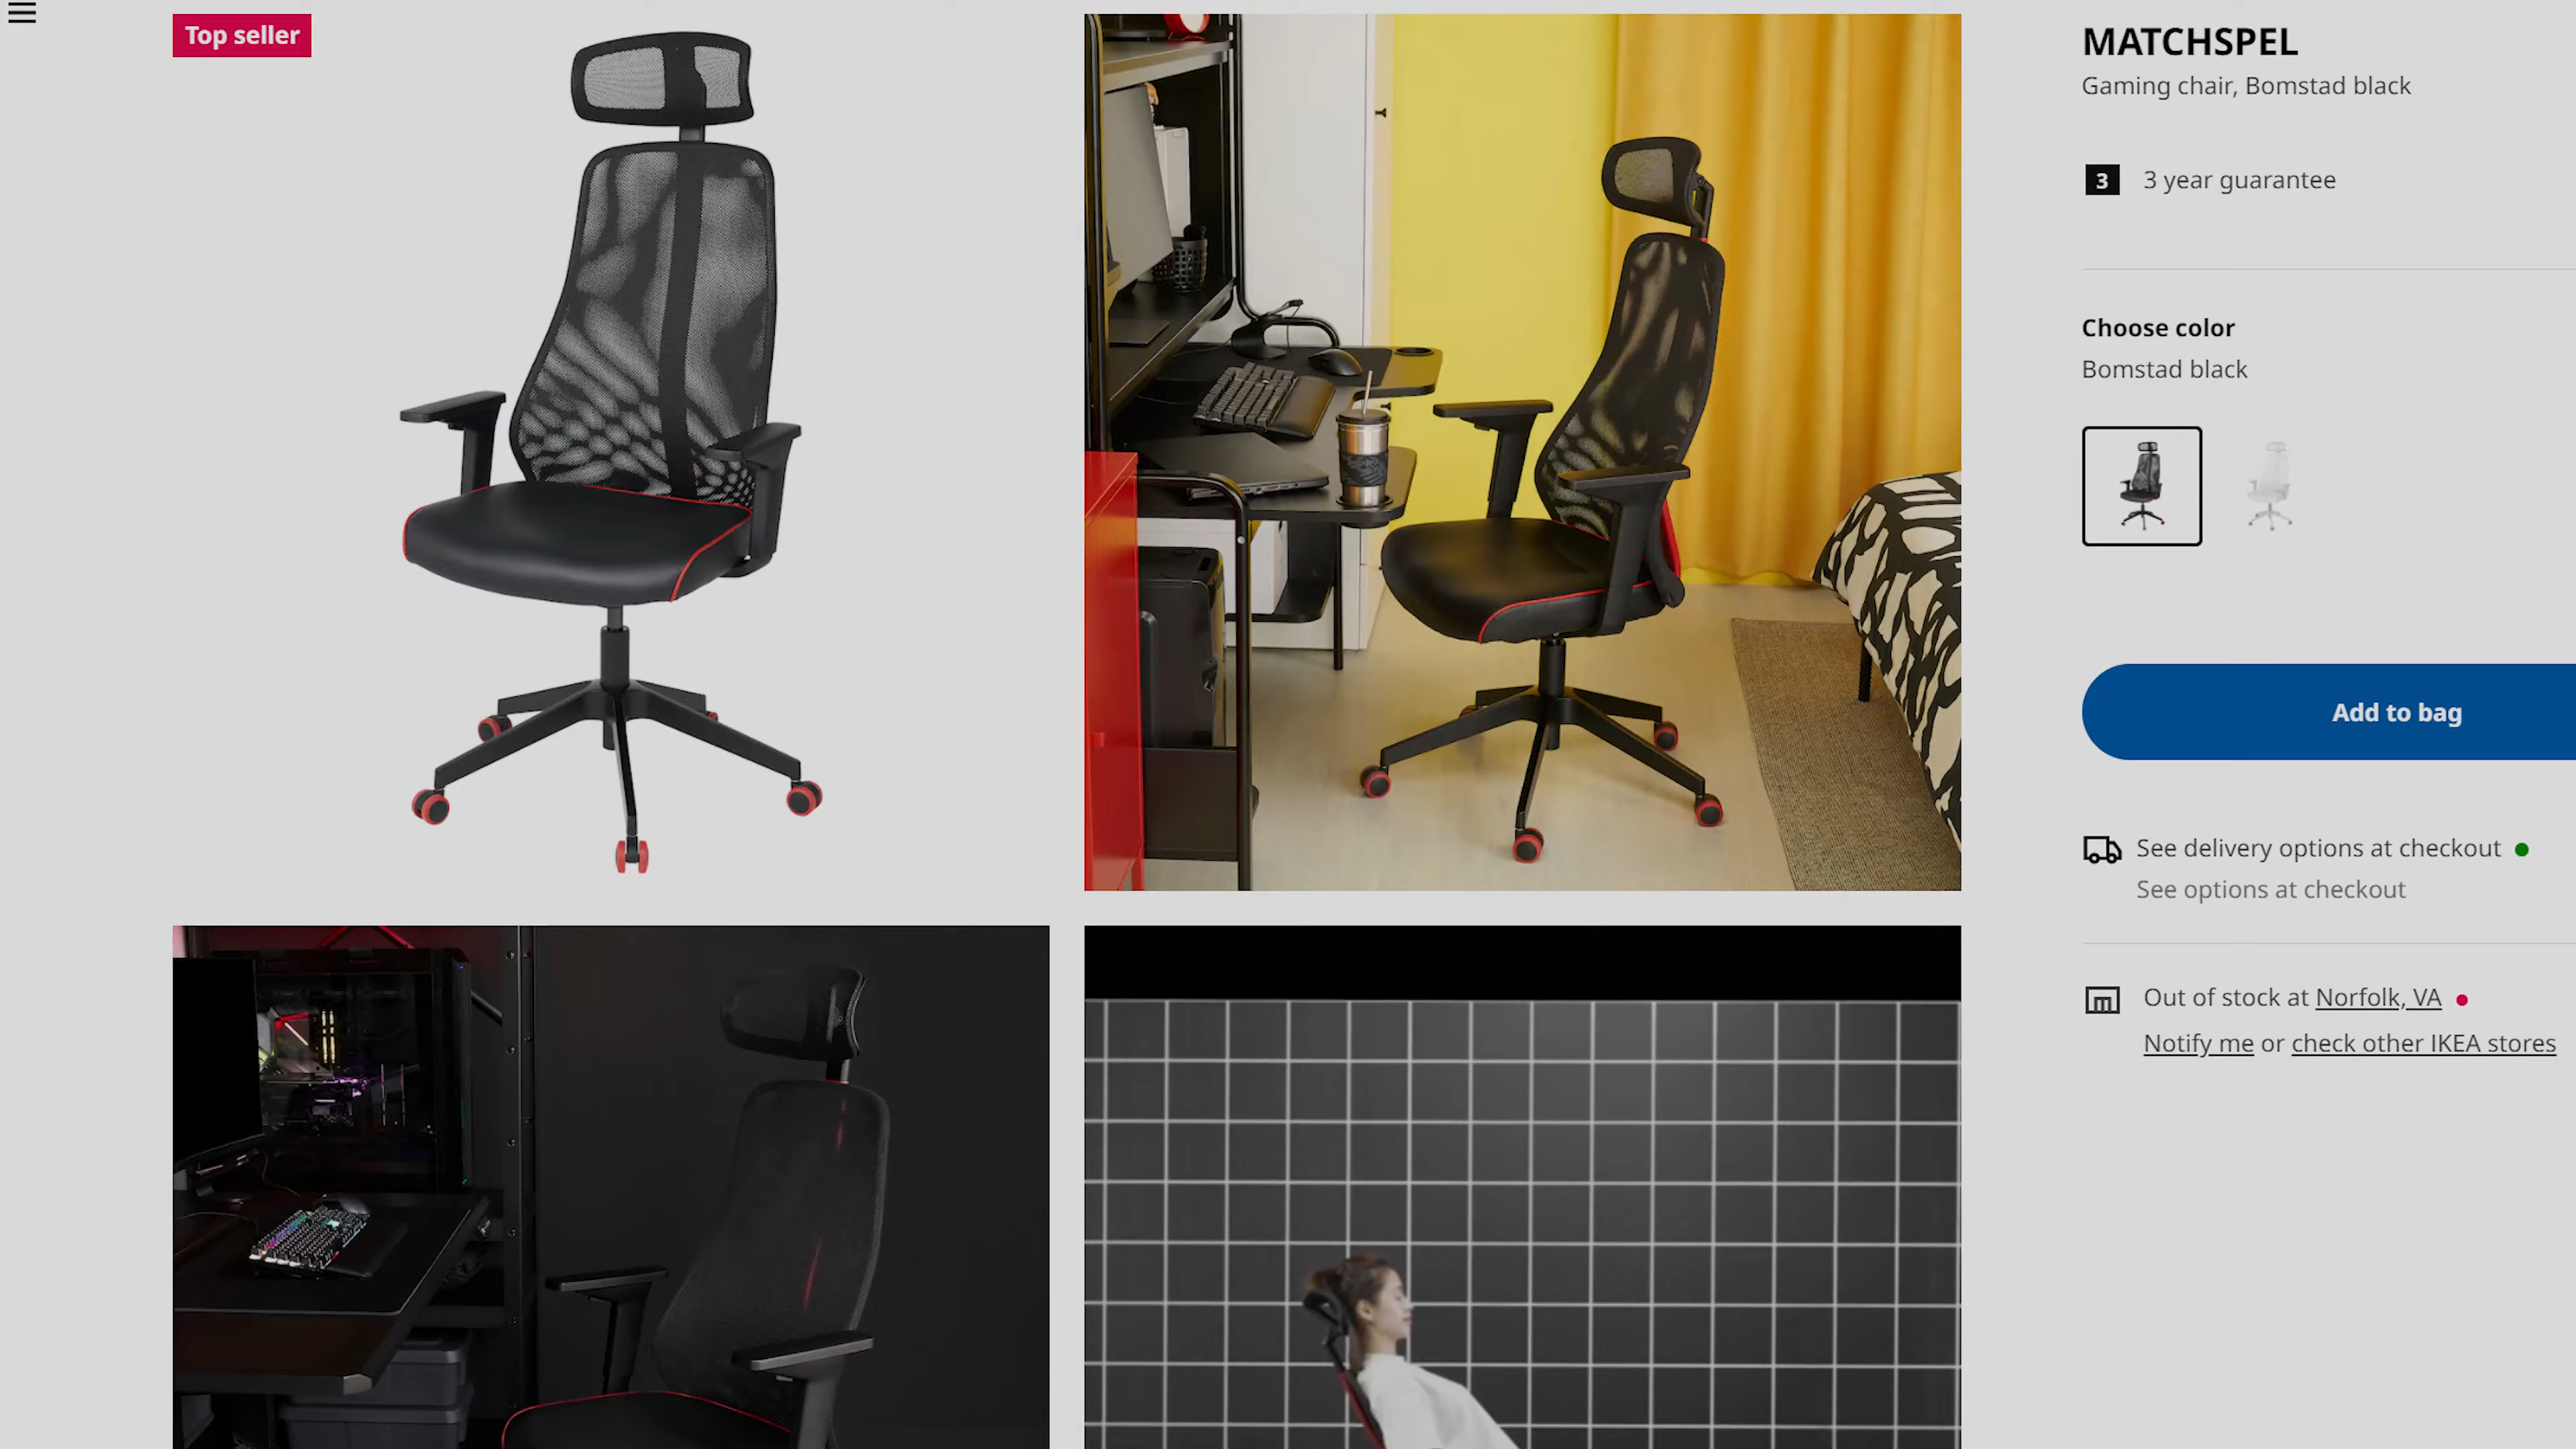 Top seller
MATCHSPEL
Gaming chair, Bomstad black
3 3 year guarantee
Choose color
Bomstad black
Add to bag
See delivery options at checkout
See options at checkout
Out of stock at Norfolk, VA
Notify me or check other IKEA stores